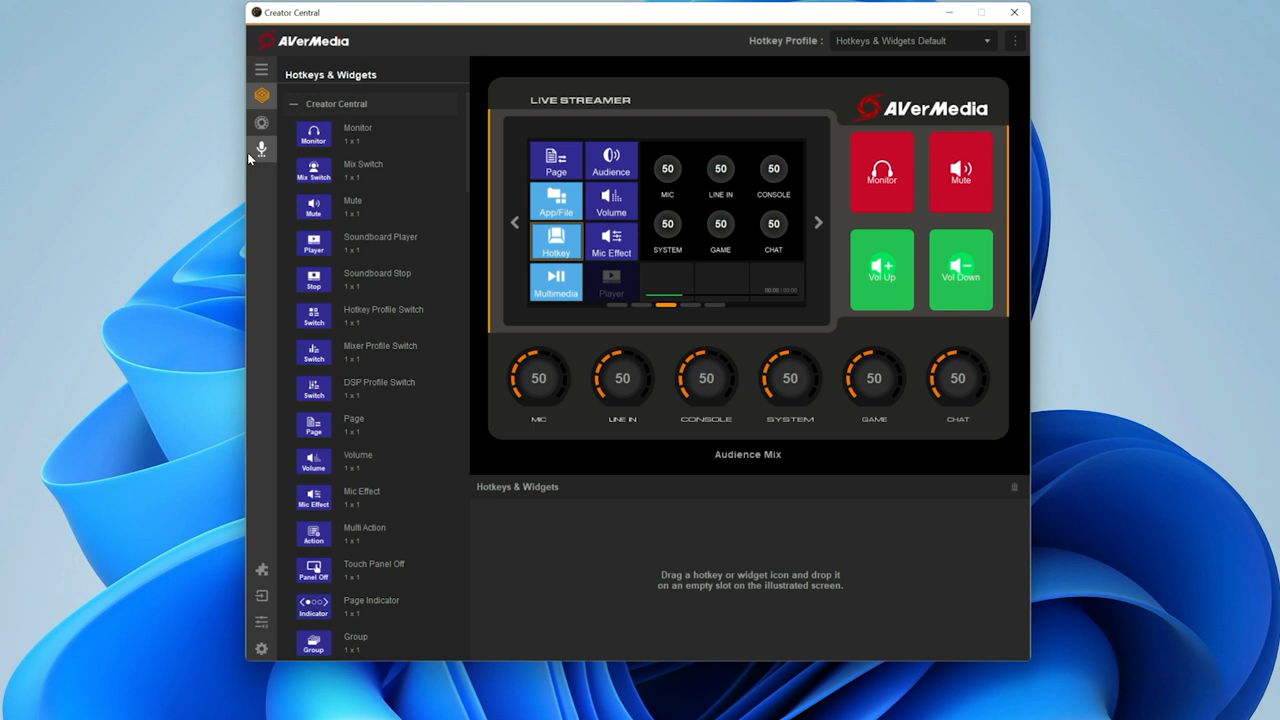 Creator Central
AVerMedia
Hotkey Profile :
Hotkeys & Widgets Default
Hotkeys & Widgets
Creator Central
Monitor
Monitor
1 x 1
Mix Switch
Mix Switch
1 x 1
Mute
Mute
1 x 1
Player
Soundboard Player
1 x 1
Stop
Soundboard Stop
1 x 1
Switch
Hotkey Profile Switch
1 x 1
Switch
Mixer Profile Switch
1 x 1
Switch
DSP Profile Switch
1 x 1
Page
Page
1 x 1
Volume
Volume
1 x 1
Mic Effect
Mic Effect
1 x 1
Action
Multi Action
1 x 1
Panel Off
Touch Panel Off
1 x 1
Indicator
Page Indicator
1 x 1
Group
Group
1 x 1
LIVE STREAMER
AVerMedia
Page
Audience
App/File
Volume
Hotkey
Mic Effect
Multimedia
Player
50 50 50
MIC LINE IN CONSOLE
50 50 50
SYSTEM GAME CHAT
00:00 / 00:00
Monitor
Mute
Vol Up
Vol Down
50 50 50 50 50 50
MIC LINE IN CONSOLE SYSTEM GAME CHAT
Audience Mix
Hotkeys & Widgets
Drag a hotkey or widget icon and drop it
on an empty slot on the illustrated screen.